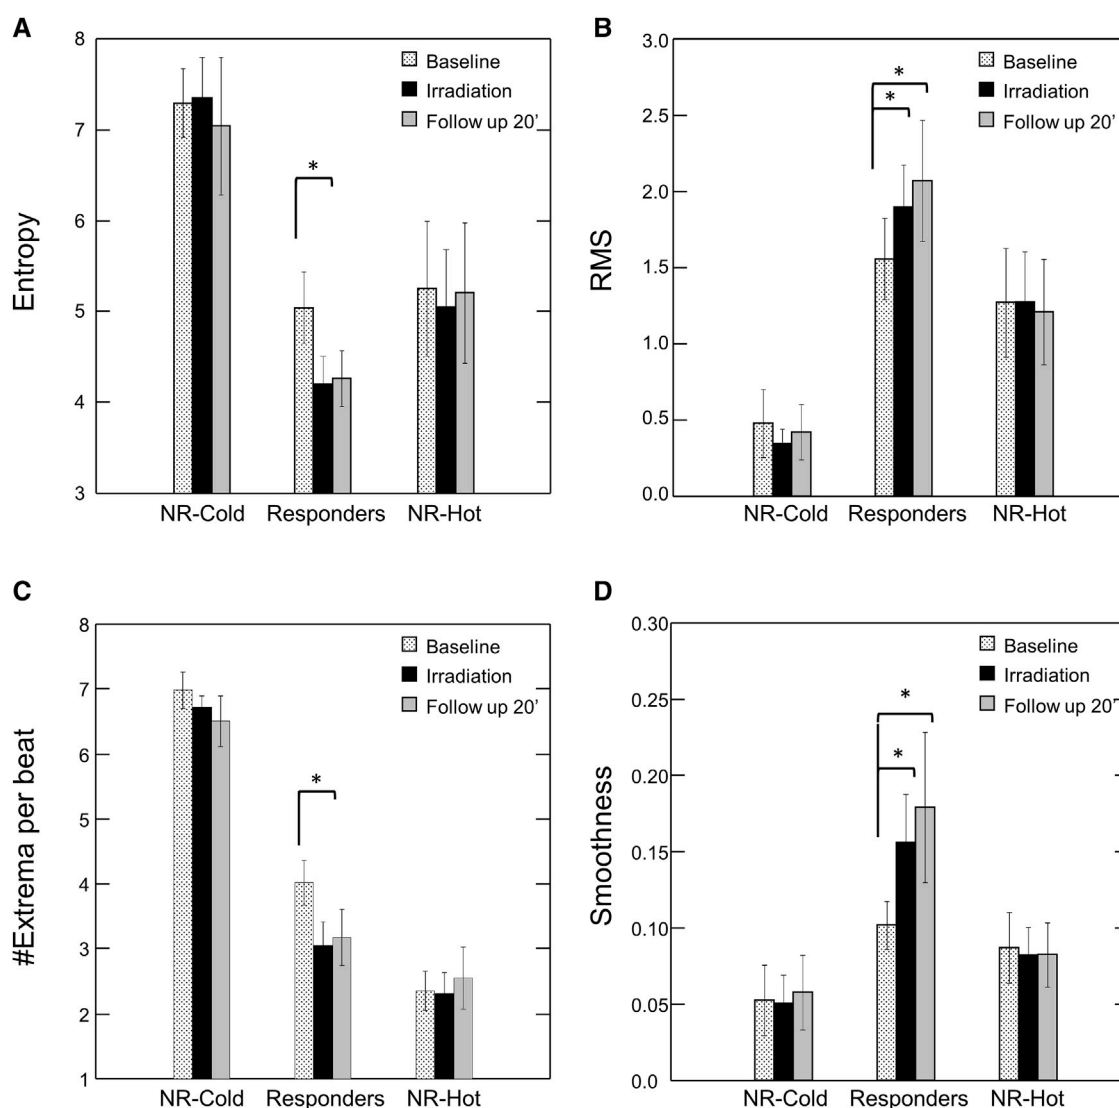 A
Entropy
8
7
6
5
4
3
Baseline
Irradiation
Follow up 20'
*
NR-Cold Responders NR-Hot
B
RMS
3.0
2.5
2.0
1.5
1.0
0.5
0.0
Baseline
Irradiation
Follow up 20'
*
*
NR-Cold Responders NR-Hot
C
#Extrema per beat
8
7
6
5
4
3
2
1
Baseline
Irradiation
Follow up 20'
*
NR-Cold Responders NR-Hot
D
Smoothness
0.30
0.25
0.20
0.15
0.10
0.05
0.0
Baseline
Irradiation
Follow up 20'
*
*
NR-Cold Responders NR-Hot